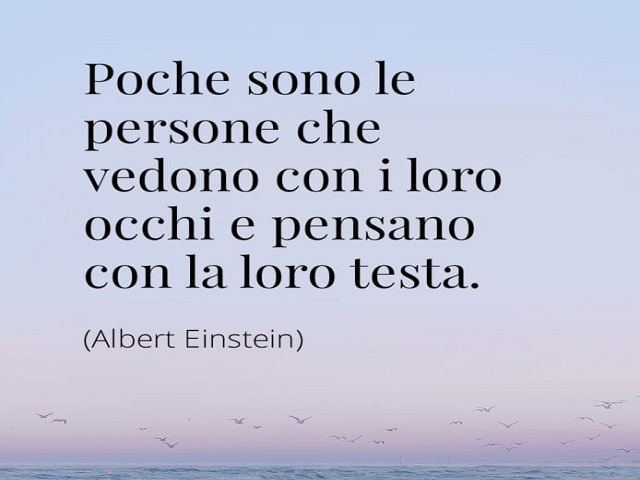 Poche sono le
persone che
vedono con i loro
occhi e pensano
con la loro testa.
(Albert Einstein)